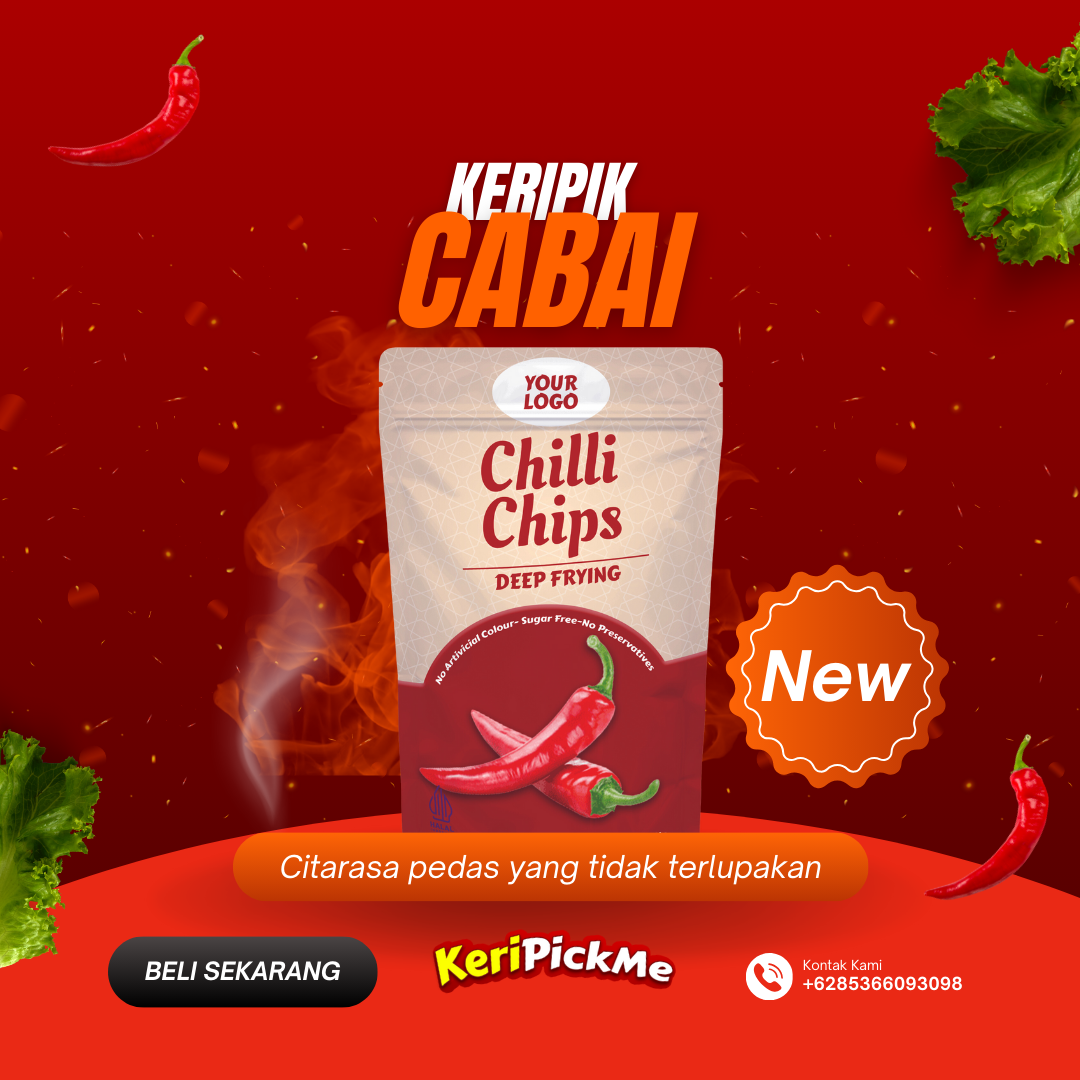 KERIPIK
CABAI
YOUR
LOGO
Chilli
Chips
DEEP FRYING
No Artivicial Colour- Sugar Free-No Preservatives
New
Citarasa pedas yang tidak terlupakan
BELI SEKARANG
KeriPickMe
Kontak Kami
+6285366093098